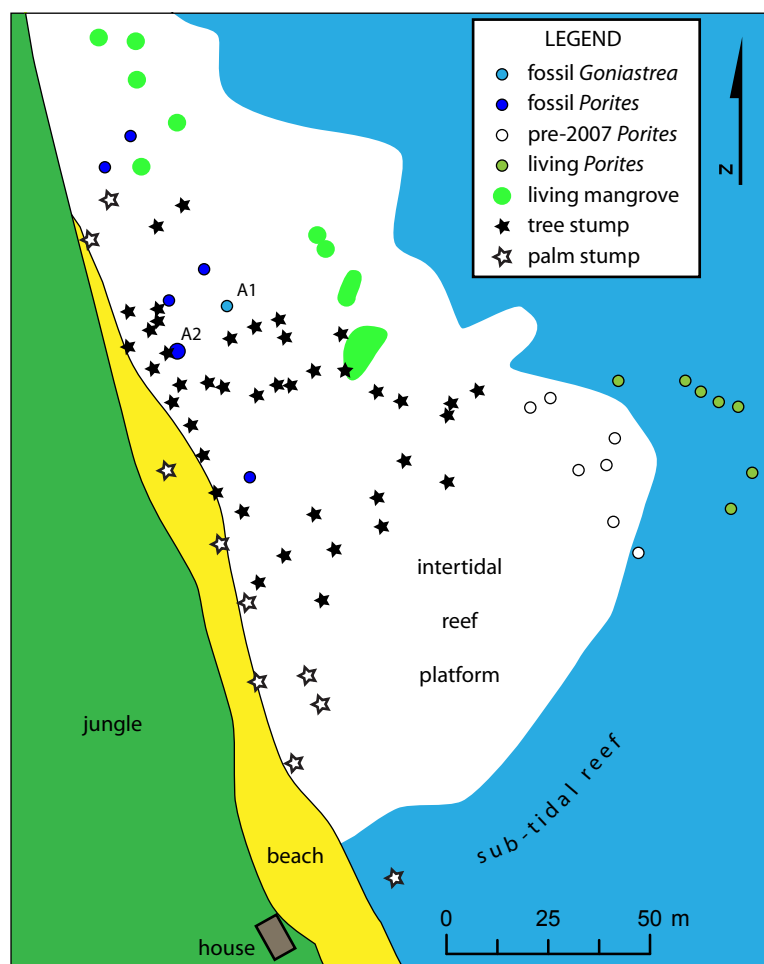 LEGEND
fossil Goniastrea
fossil Porites
pre-2007 Porites
living Porites
living mangrove
tree stump
palm stump
N
A1
A2
intertidal
reef
platform
jungle
sub-tidal reef
beach
house
0 25 50 m